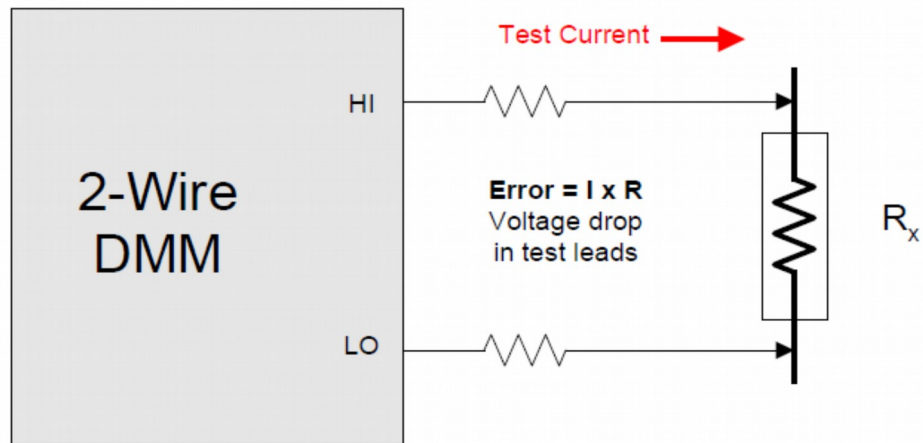 Test Current
HI
2-Wire
DMM
Error = I x R
Voltage drop
in test leads
Rx
LO